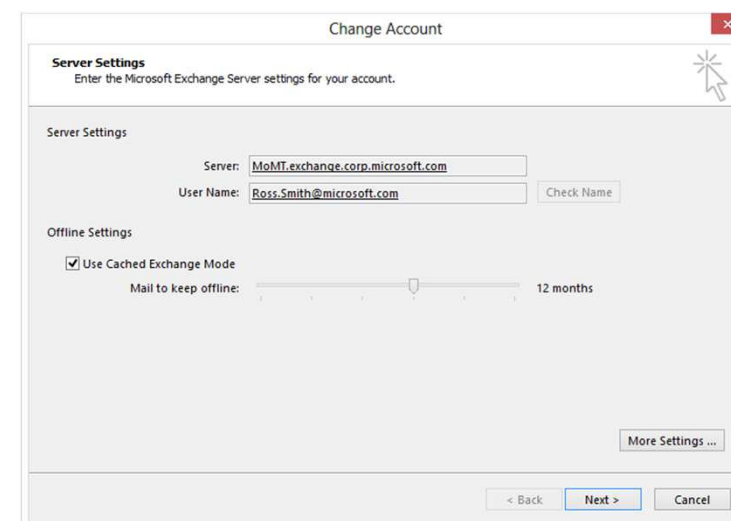 Change Account
Server Settings
Enter the Microsoft Exchange Server settings for your account.
Server Settings
Server: MoMT.exchange.corp.microsoft.com
User Name: Ross.Smith@microsoft.com Check Name
Offline Settings
Use Cached Exchange Mode
Mail to keep offline: 12 months
More Settings ...
< Back Next > Cancel